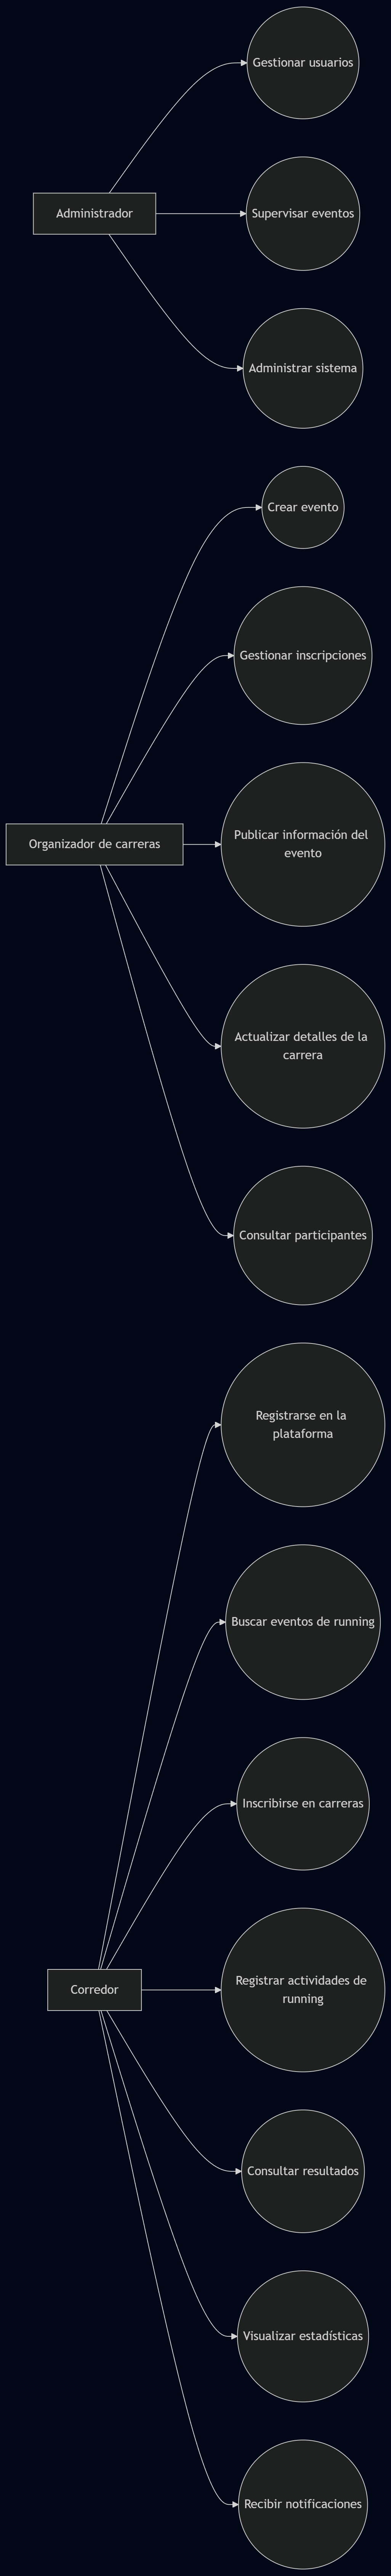 Gestionar usuarios
Administrador
Supervisar eventos
Administrar sistema
Crear evento
Gestionar inscripciones
Organizador de carreras
Publicar información del
evento
Actualizar detalles de la
carrera
Consultar participantes
Registrarse en la
plataforma
Buscar eventos de running
Inscribirse en carreras
Corredor
Registrar actividades de
running
Consultar resultados
Visualizar estadísticas
Recibir notificaciones